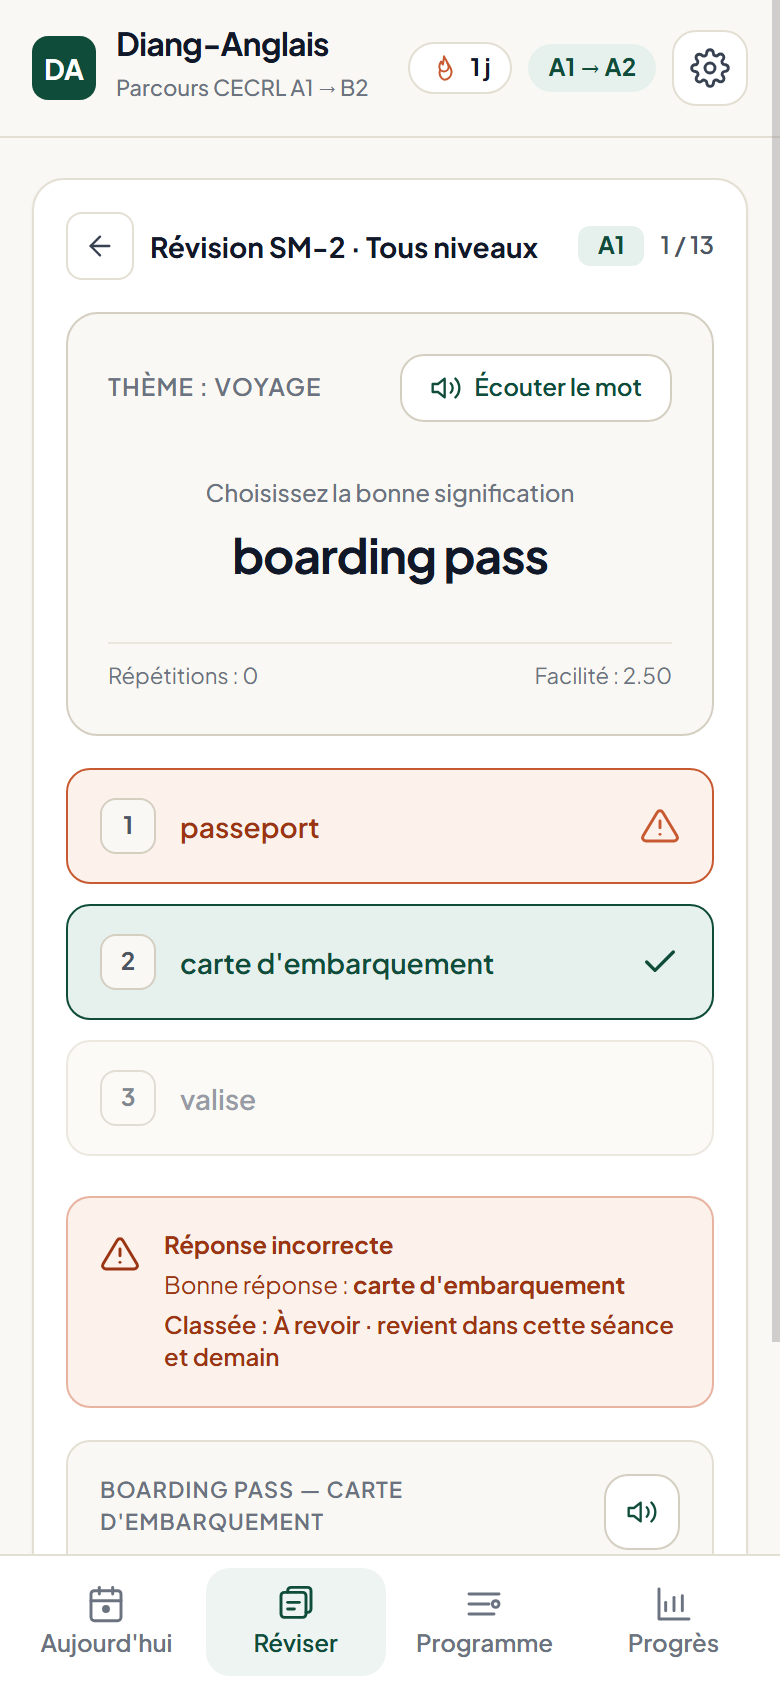 DA
Diang-Anglais
Parcours CECRL A1 → B2
1 j
A1 → A2
Révision SM-2 · Tous niveaux
A1
1 / 13
THÈME : VOYAGE
Écouter le mot
Choisissez la bonne signification
boarding pass
Répétitions : 0
Facilité : 2.50
1
passeport
2
carte d'embarquement
3
valise
Réponse incorrecte
Bonne réponse : carte d'embarquement
Classée : À revoir · revient dans cette séance
et demain
BOARDING PASS — CARTE
D'EMBARQUEMENT
Aujourd'hui
Réviser
Programme
Progrès